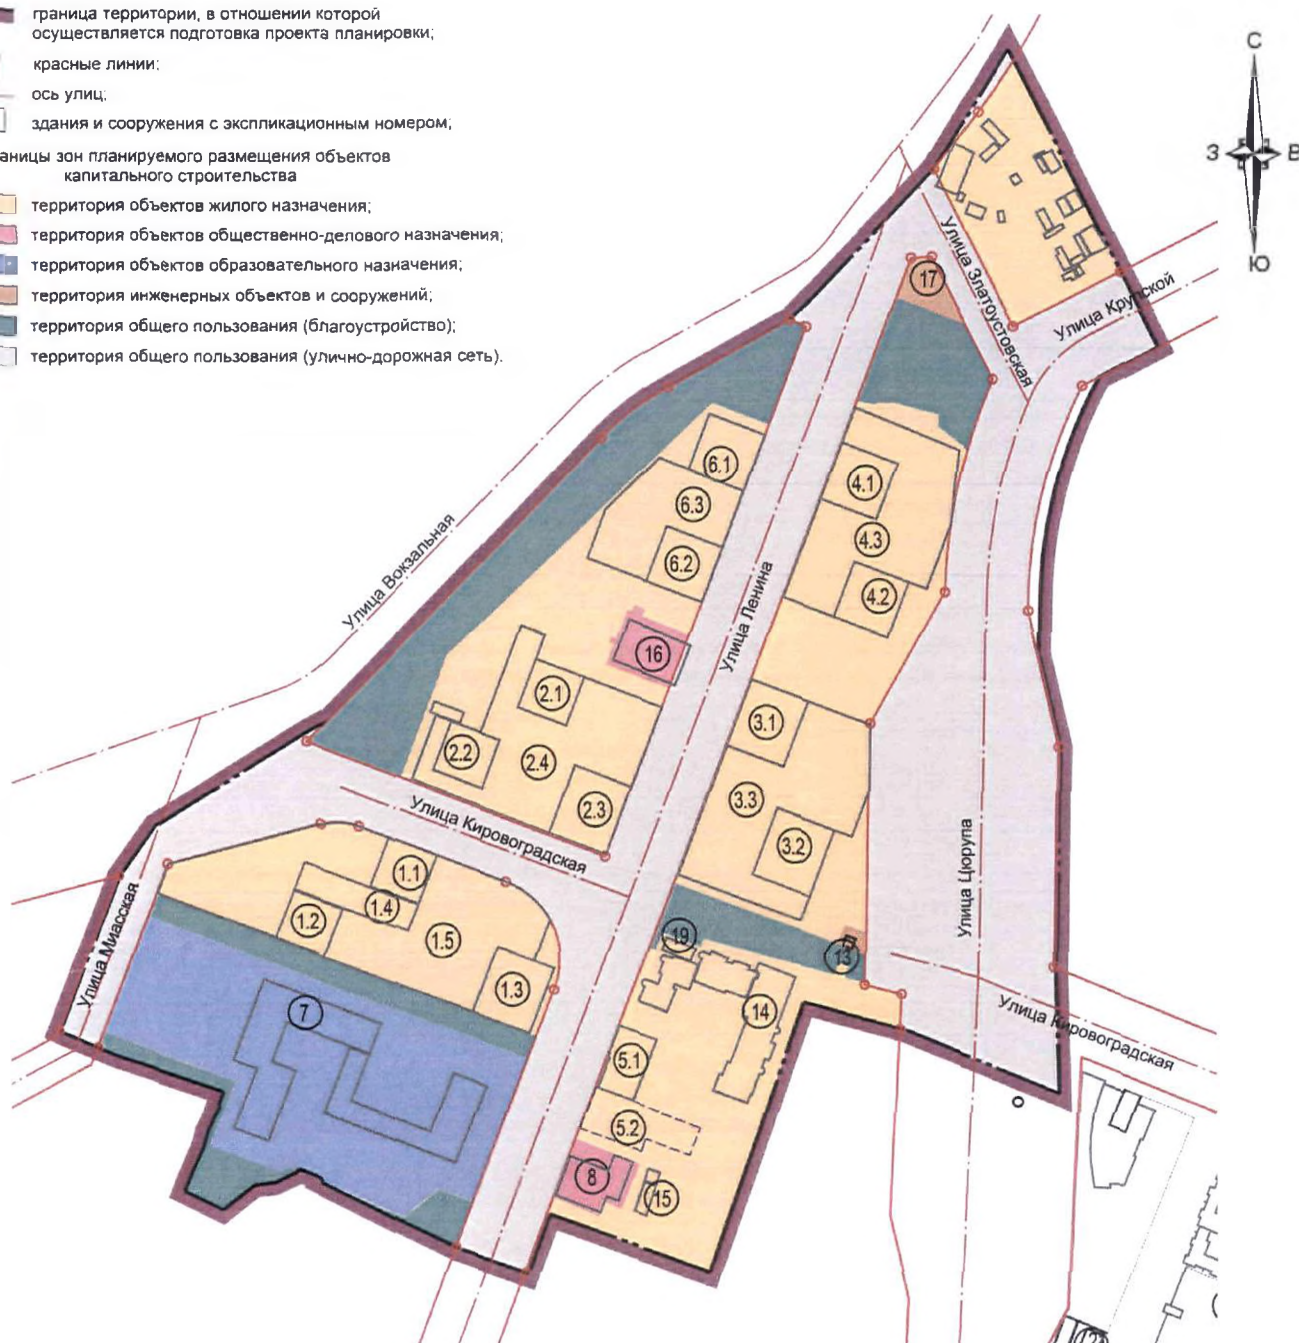 граница территории, в отношении которой
осуществляется подготовка проекта планировки;
красные линии;
ось улиц;
здания и сооружения с экспликационным номером;
аницы зон планируемого размещения объектов
капитального строительства
территория объектов жилого назначения;
территория объектов общественно-делового назначения;
территория объектов образовательного назначения;
территория инженерных объектов и сооружений;
территория общего пользования (благоустройство);
территория общего пользования (улично-дорожная сеть).
С
З
В
Ю
Улица Златоустовская
Улица Крупской
17
6.1
6.3
6.2
4.1
4.3
4.2
Улица Вокзальная
Улица Ленина
16
2.1
2.2
2.4
2.3
3.1
3.3
3.2
Улица Кировоградская
Улица Цюрупа
1.1
1.4
1.2
1.5
1.3
Улица Миасская
19
13
7
14
Улица Кировоградская
5.1
5.2
8
15